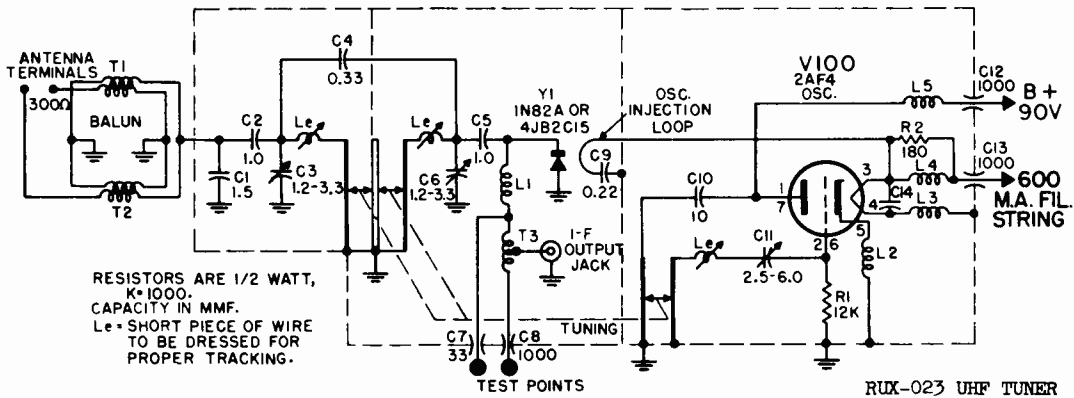 ANTENNA
TERMINALS
T1
300Ω
BALUN
T2
C1
1.5
C2
1.0
C3
1.2-3.3
Le
C4
0.33
Le
C6
1.2-3.3
C5
1.0
L1
Y1
1N82A OR
4JB2C15
OSC.
INJECTION
LOOP
C9
0.22
T3
I-F
OUTPUT
JACK
C7
33
C8
1000
TEST POINTS
TUNING
V100
2AF4
OSC.
C10
10
1
7
3
4
5
2
6
Le
C11
2.5-6.0
R1
12K
L2
L3
L4
C14
R2
180
L5
C12
1000
B+
90V
C13
1000
600
M.A. FIL.
STRING
RESISTORS ARE 1/2 WATT,
K=1000.
CAPACITY IN MMF.
Le = SHORT PIECE OF WIRE
TO BE DRESSED FOR
PROPER TRACKING.
RUX-023 UHF TUNER